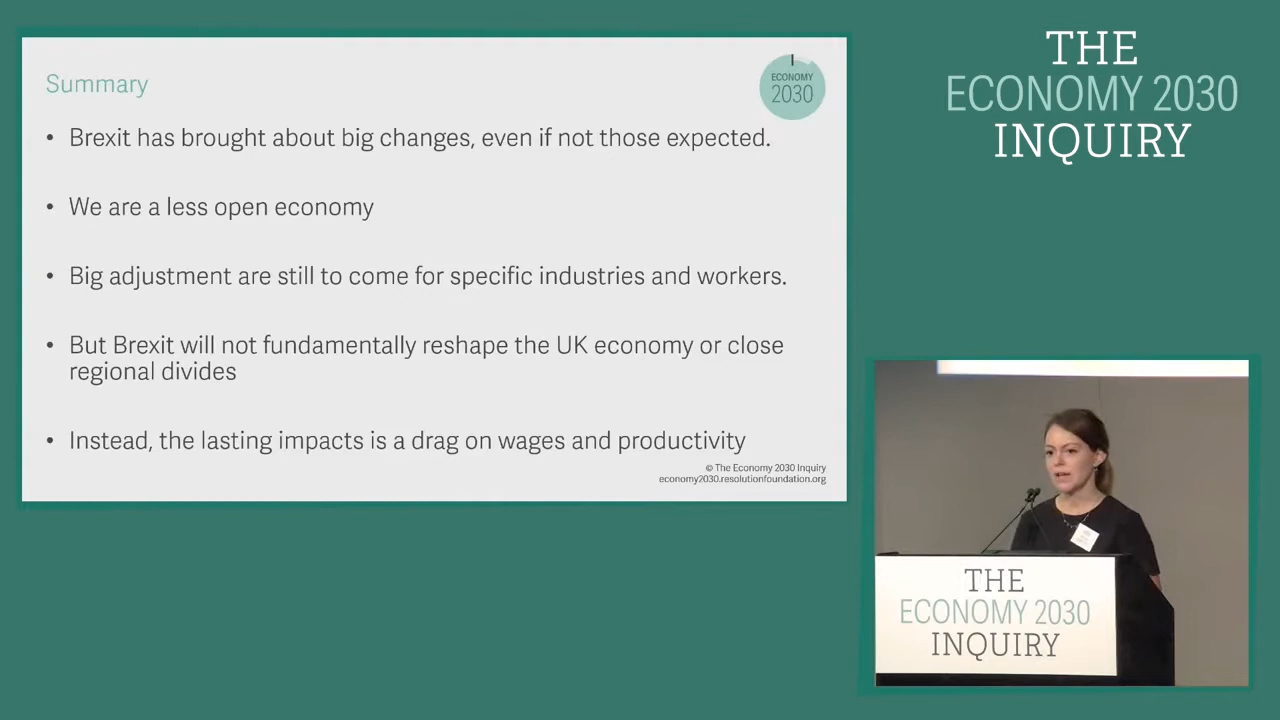 Summary
ECONOMY
2030
• Brexit has brought about big changes, even if not those expected.
• We are a less open economy
• Big adjustment are still to come for specific industries and workers.
• But Brexit will not fundamentally reshape the UK economy or close
regional divides
• Instead, the lasting impacts is a drag on wages and productivity
© The Economy 2030 Inquiry
economy2030.resolutionfoundation.org
THE
ECONOMY 2030
INQUIRY
THE
ECONOMY 2030
INQUIRY